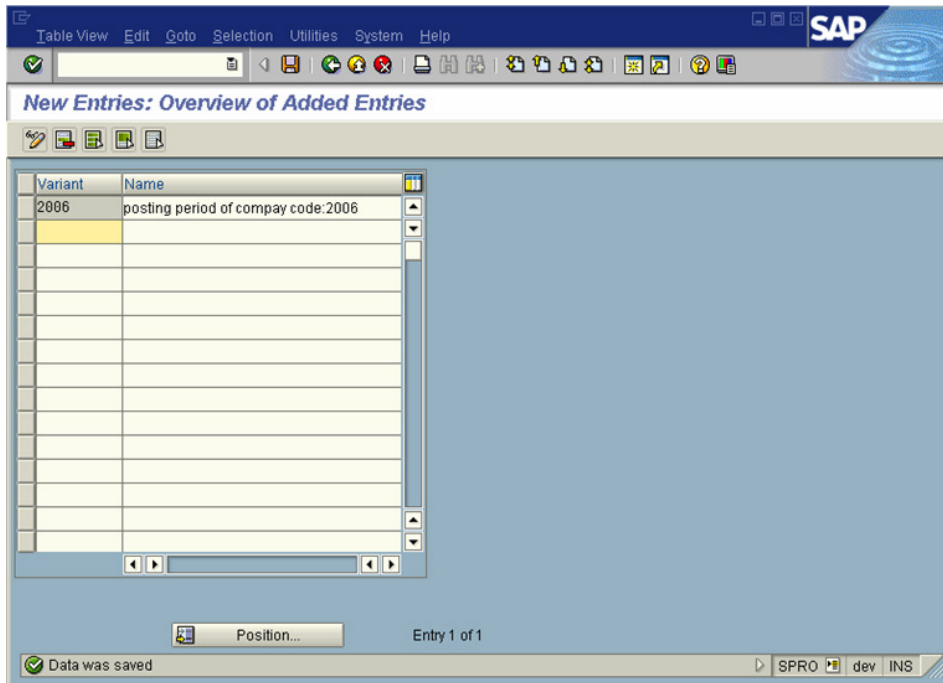 SAP
Table View Edit Goto Selection Utilities System Help
New Entries: Overview of Added Entries
Variant Name
2006 posting period of compay code:2006
Position... Entry 1 of 1
Data was saved SPRO dev INS